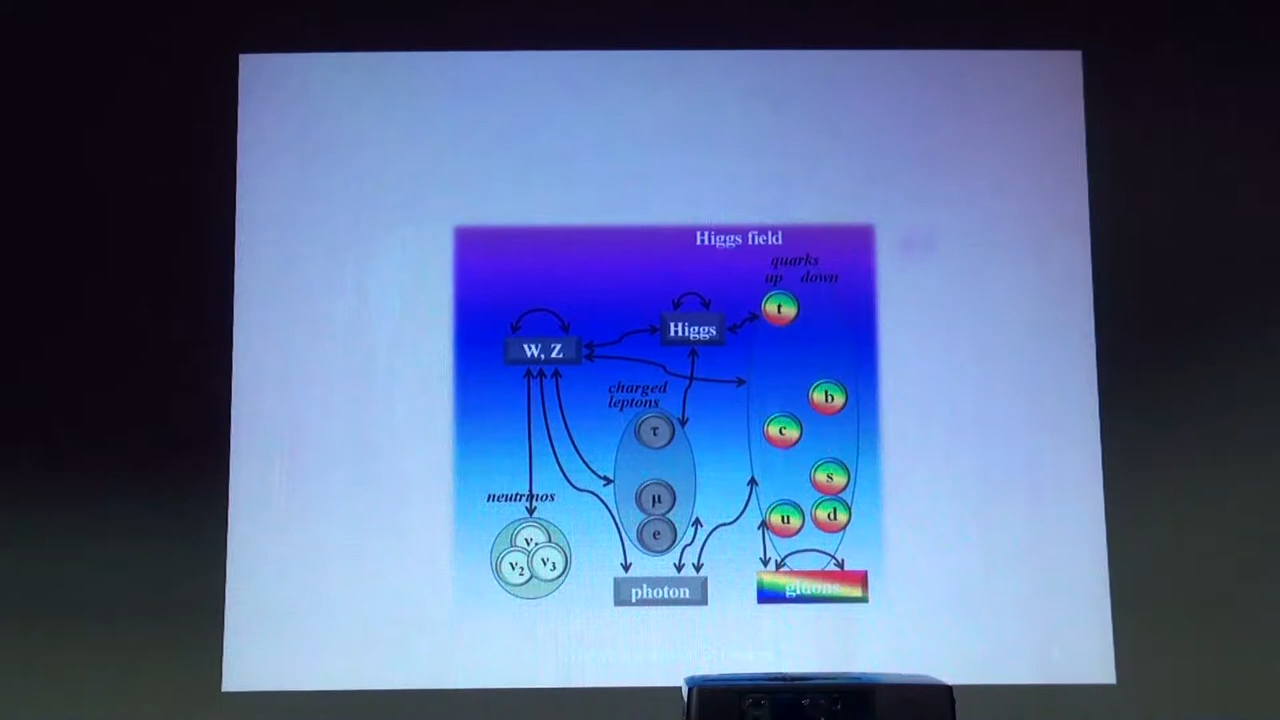 Higgs field
quarks
up down
t
Higgs
W, Z
charged
leptons
b
τ
c
s
μ
neutrinos
u
d
e
ν
ν2 ν3
photon
gluons